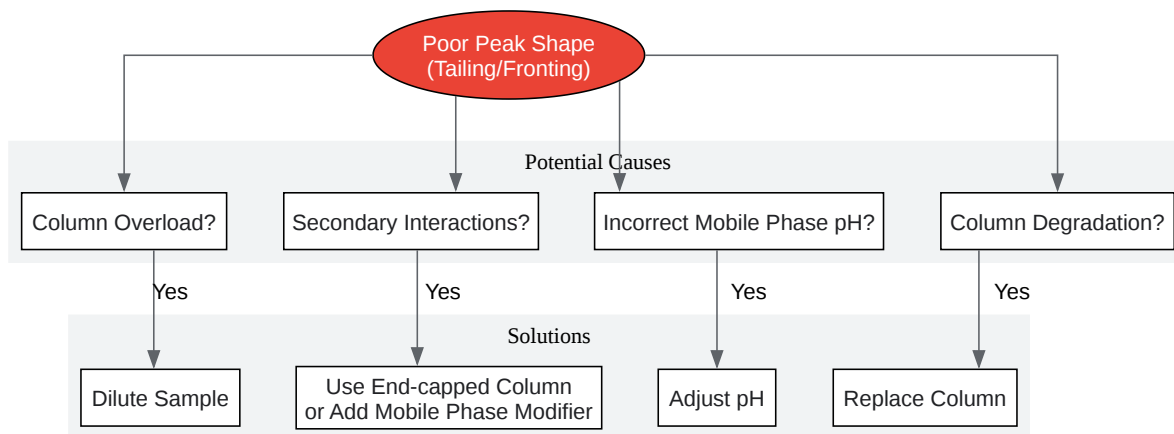 Poor Peak Shape
(Tailing/Fronting)
Potential Causes
Column Overload?
Secondary Interactions?
Incorrect Mobile Phase pH?
Column Degradation?
Yes
Yes
Yes
Yes
Solutions
Dilute Sample
Use End-capped Column
or Add Mobile Phase Modifier
Adjust pH
Replace Column